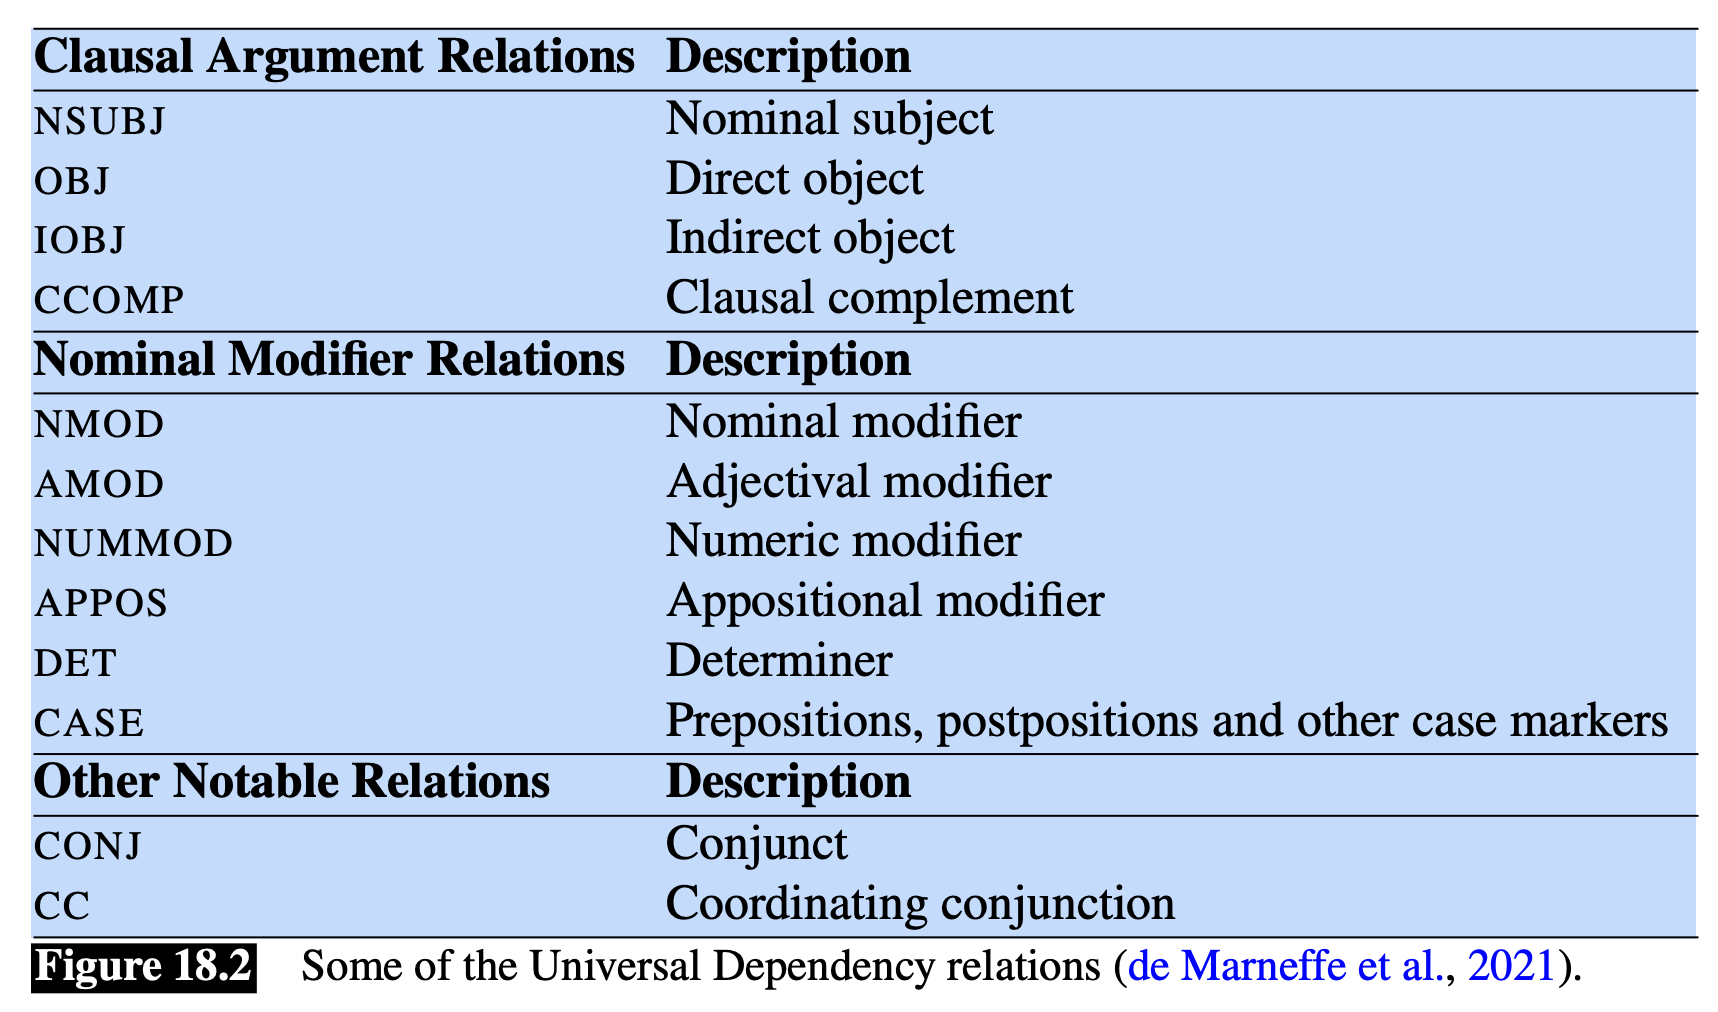 Clausal Argument Relations Description
NSUBJ Nominal subject
OBJ Direct object
IOBJ Indirect object
CCOMP Clausal complement
Nominal Modifier Relations Description
NMOD Nominal modifier
AMOD Adjectival modifier
NUMMOD Numeric modifier
APPOS Appositional modifier
DET Determiner
CASE Prepositions, postpositions and other case markers
Other Notable Relations Description
CONJ Conjunct
CC Coordinating conjunction
Figure 18.2 Some of the Universal Dependency relations (de Marneffe et al., 2021).